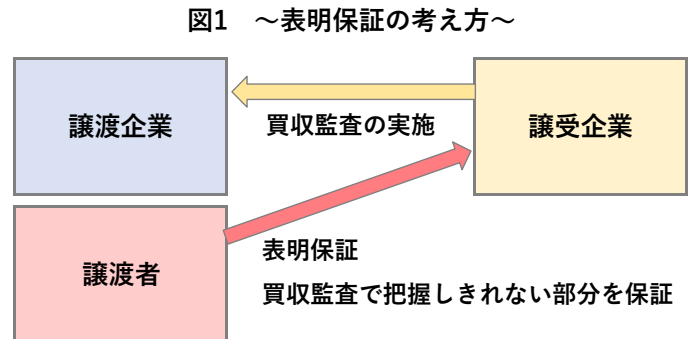 図1　～表明保証の考え方～
譲渡企業
買収監査の実施
譲受企業
譲渡者
表明保証
買収監査で把握しきれない部分を保証